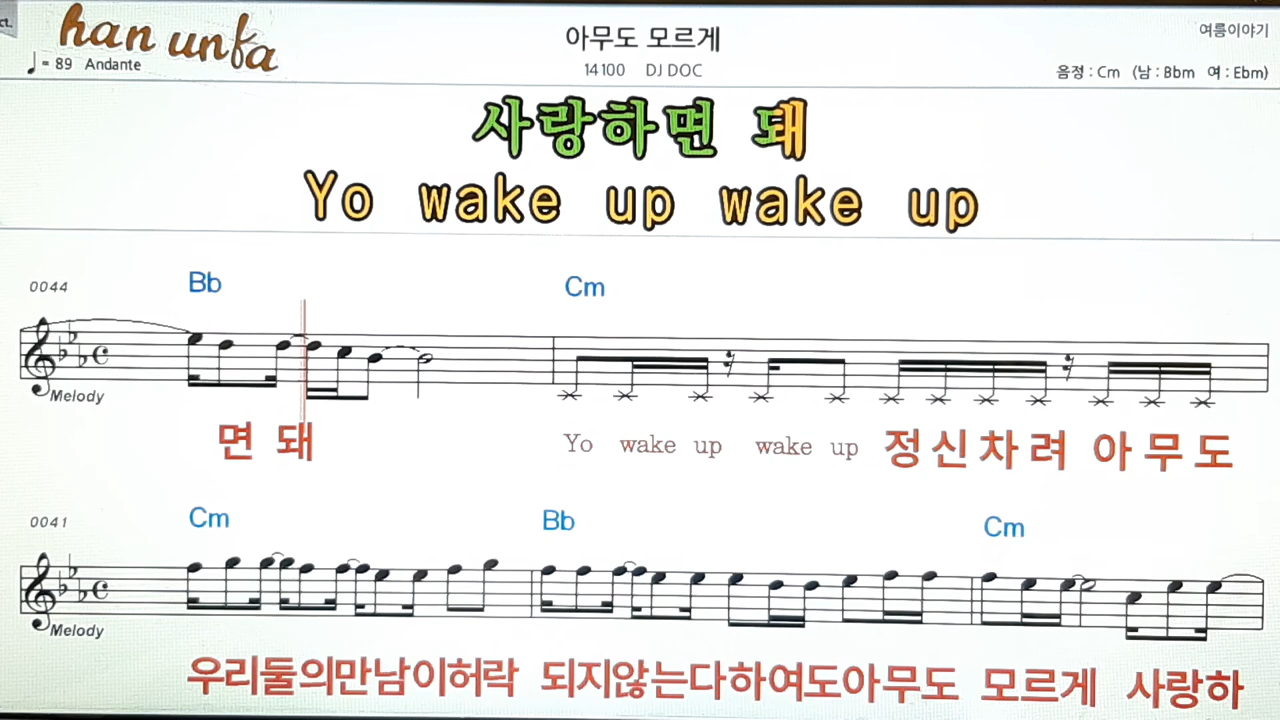 ct.
han unfa
♩= 89 Andante
아무도 모르게
14100 DJ DOC
여름이야기
음정 : Cm (남 : Bbm 여 : Ebm)
사랑하면 돼
Yo wake up wake up
0044
Bb Cm
Melody
면 돼 Yo wake up wake up 정신차려 아무도
0041
Cm Bb Cm
Melody
우리둘의만남이허락 되지않는다하여도아무도 모르게 사랑하